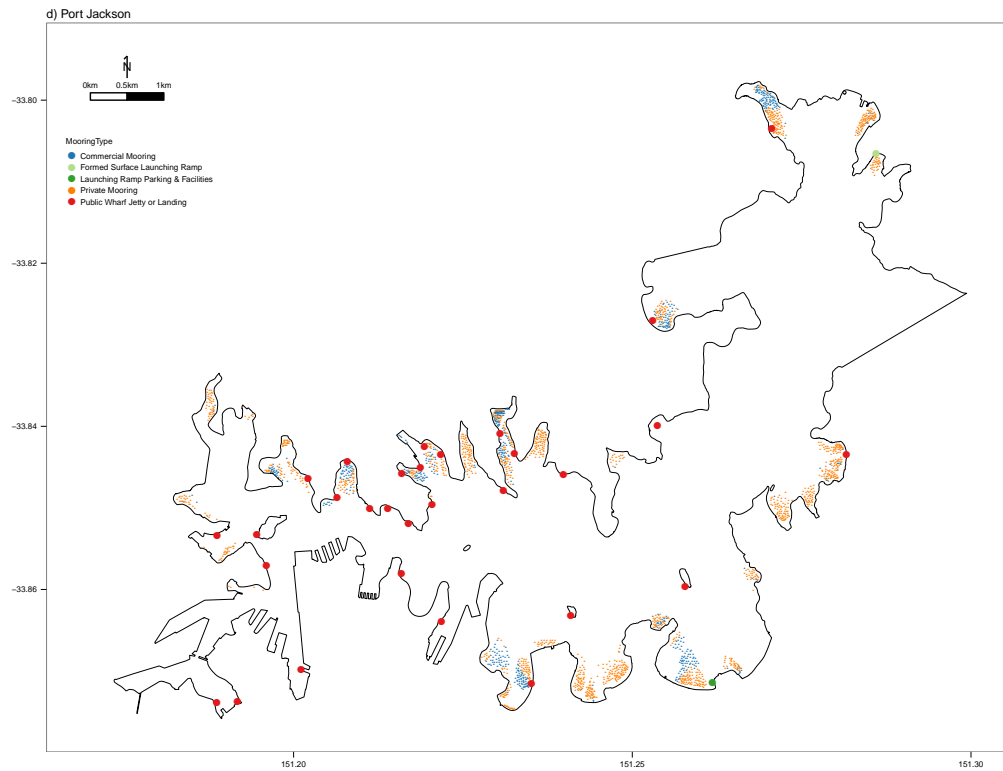 d) Port Jackson
N
0km 0.5km 1km
MooringType
Commercial Mooring
Formed Surface Launching Ramp
Launching Ramp Parking & Facilities
Private Mooring
Public Wharf Jetty or Landing
−33.80
−33.82
−33.84
−33.86
151.20 151.25 151.30